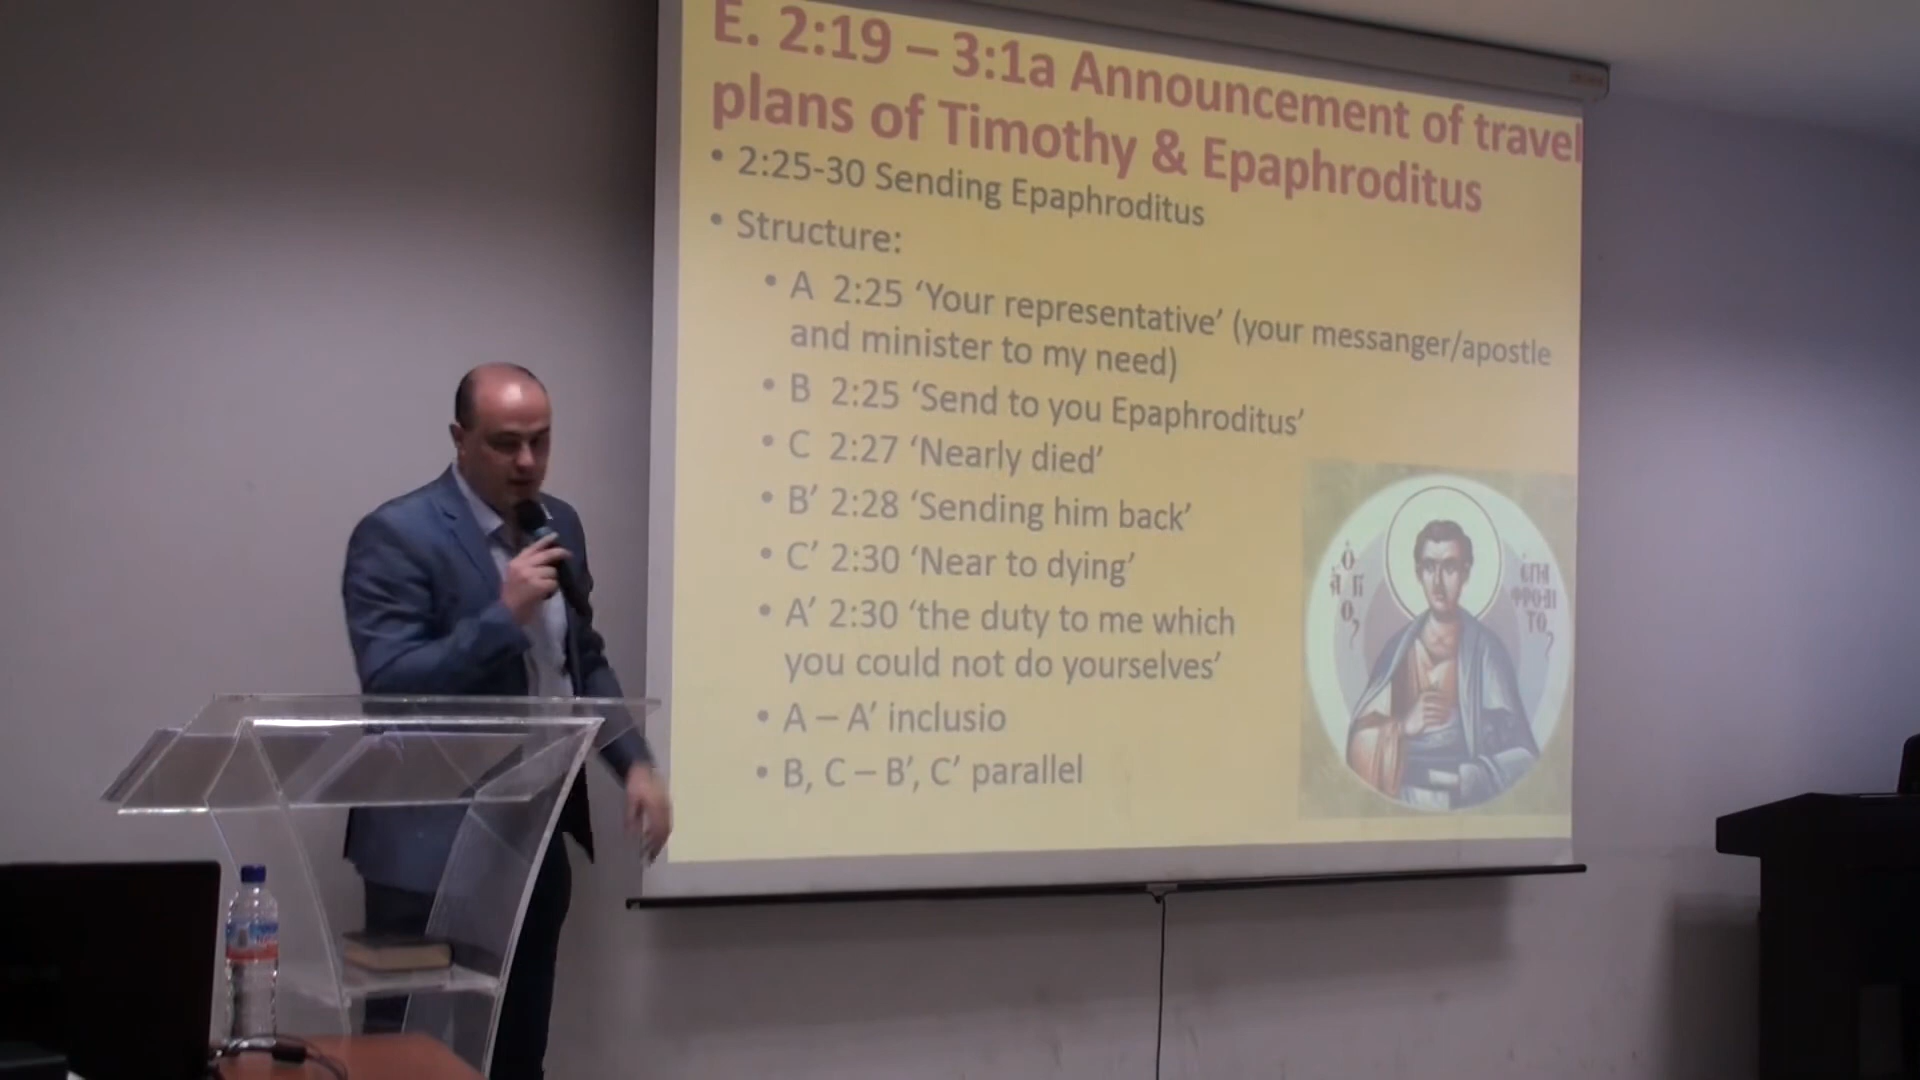 E. 2:19 – 3:1a Announcement of travel
plans of Timothy & Epaphroditus
• 2:25-30 Sending Epaphroditus
• Structure:
• A 2:25 ‘Your representative’ (your messanger/apostle
and minister to my need)
• B 2:25 ‘Send to you Epaphroditus’
• C 2:27 ‘Nearly died’
• B’ 2:28 ‘Sending him back’
• C’ 2:30 ‘Near to dying’
• A’ 2:30 ‘the duty to me which
you could not do yourselves’
• A – A’ inclusio
• B, C – B’, C’ parallel